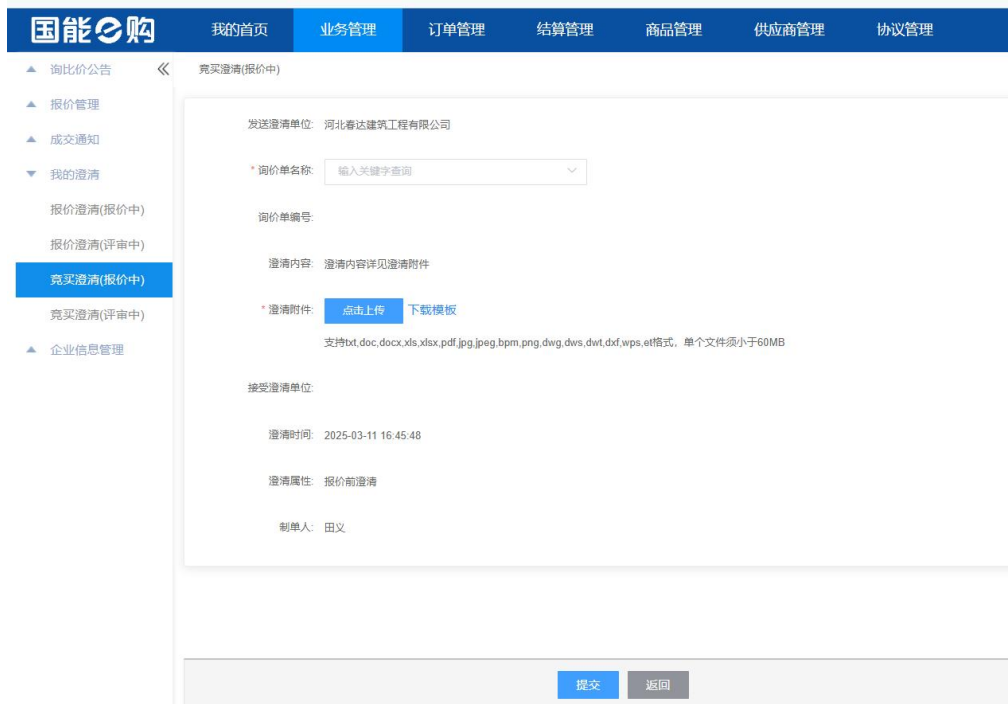 国能e购 我的首页 业务管理 订单管理 结算管理 商品管理 供应商管理 协议管理
询比价公告
报价管理
成交通知
我的澄清
报价澄清(报价中)
报价澄清(评审中)
竞买澄清(报价中)
竞买澄清(评审中)
企业信息管理
竞买澄清(报价中)
发送澄清单位: 河北春达建筑工程有限公司
* 询价单名称: 输入关键字查询
询价单编号:
澄清内容: 澄清内容详见澄清附件
* 澄清附件: 点击上传 下载模板
支持txt,doc,docx,xls,xlsx,pdf,jpg,jpeg,bpm,png,dwg,dws,dwt,dxf,wps,et格式，单个文件须小于60MB
接受澄清单位:
澄清时间: 2025-03-11 16:45:48
澄清属性: 报价前澄清
制单人: 田义
提交 返回